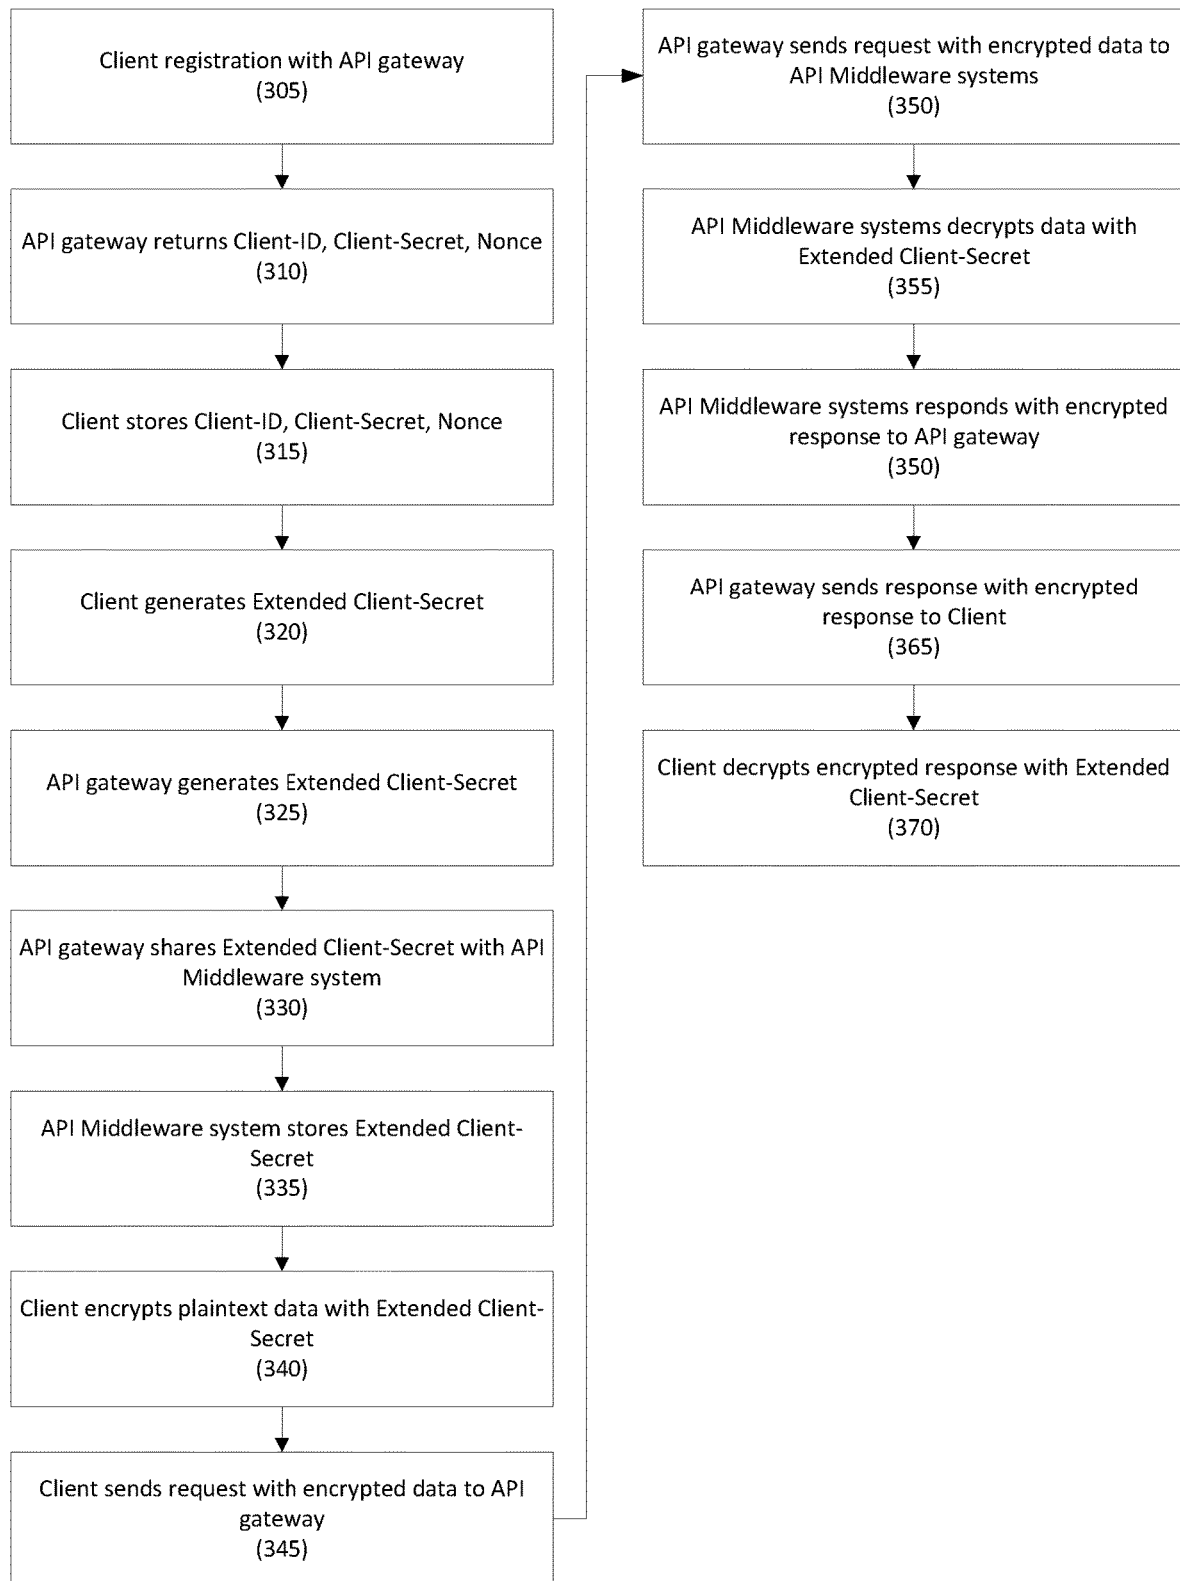 Client registration with API gateway
(305)
API gateway returns Client-ID, Client-Secret, Nonce
(310)
Client stores Client-ID, Client-Secret, Nonce
(315)
Client generates Extended Client-Secret
(320)
API gateway generates Extended Client-Secret
(325)
API gateway shares Extended Client-Secret with API
Middleware system
(330)
API Middleware system stores Extended Client-
Secret
(335)
Client encrypts plaintext data with Extended Client-
Secret
(340)
Client sends request with encrypted data to API
gateway
(345)
API gateway sends request with encrypted data to
API Middleware systems
(350)
API Middleware systems decrypts data with
Extended Client-Secret
(355)
API Middleware systems responds with encrypted
response to API gateway
(350)
API gateway sends response with encrypted
response to Client
(365)
Client decrypts encrypted response with Extended
Client-Secret
(370)